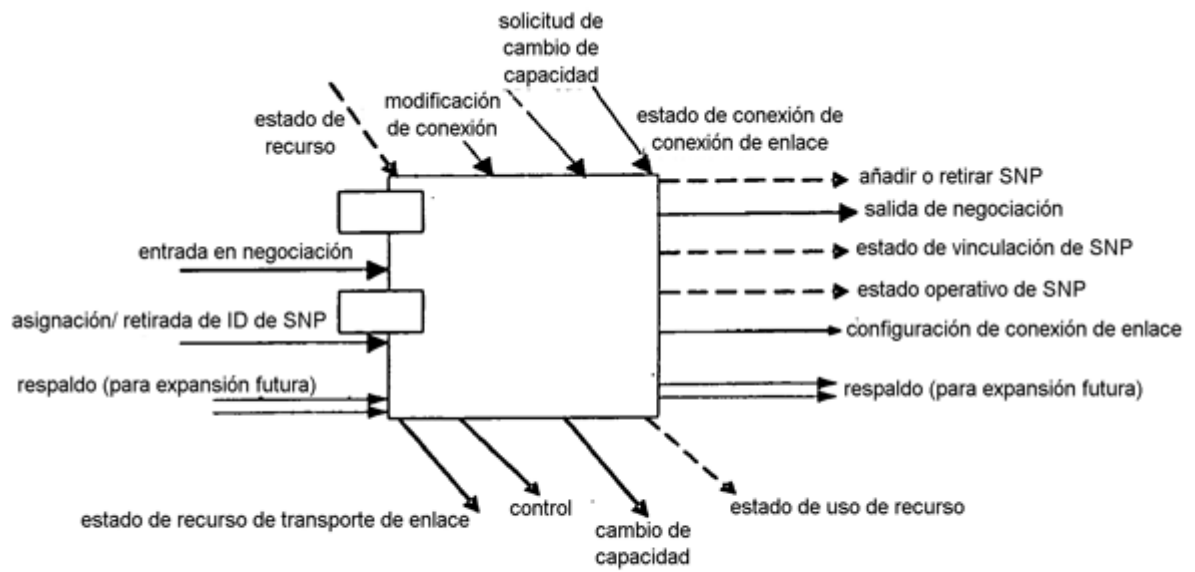 solicitud de
cambio de
capacidad
modificación
de conexión
estado de
recurso
estado de conexión de
conexión de enlace
añadir o retirar SNP
salida de negociación
entrada en negociación
estado de vinculación de SNP
estado operativo de SNP
asignación/ retirada de ID de SNP
configuración de conexión de enlace
respaldo (para expansión futura)
respaldo (para expansión futura)
estado de recurso de transporte de enlace
control
cambio de
capacidad
estado de uso de recurso